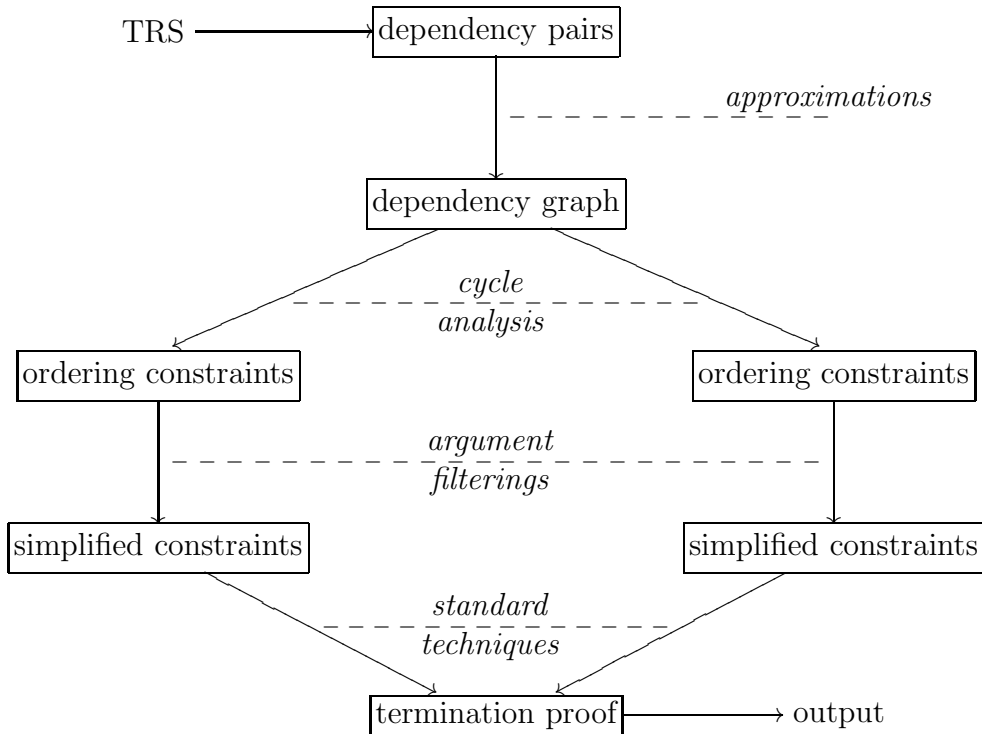 TRS
dependency pairs
approximations
dependency graph
cycle
analysis
ordering constraints
ordering constraints
argument
filterings
simplified constraints
simplified constraints
standard
techniques
termination proof
output